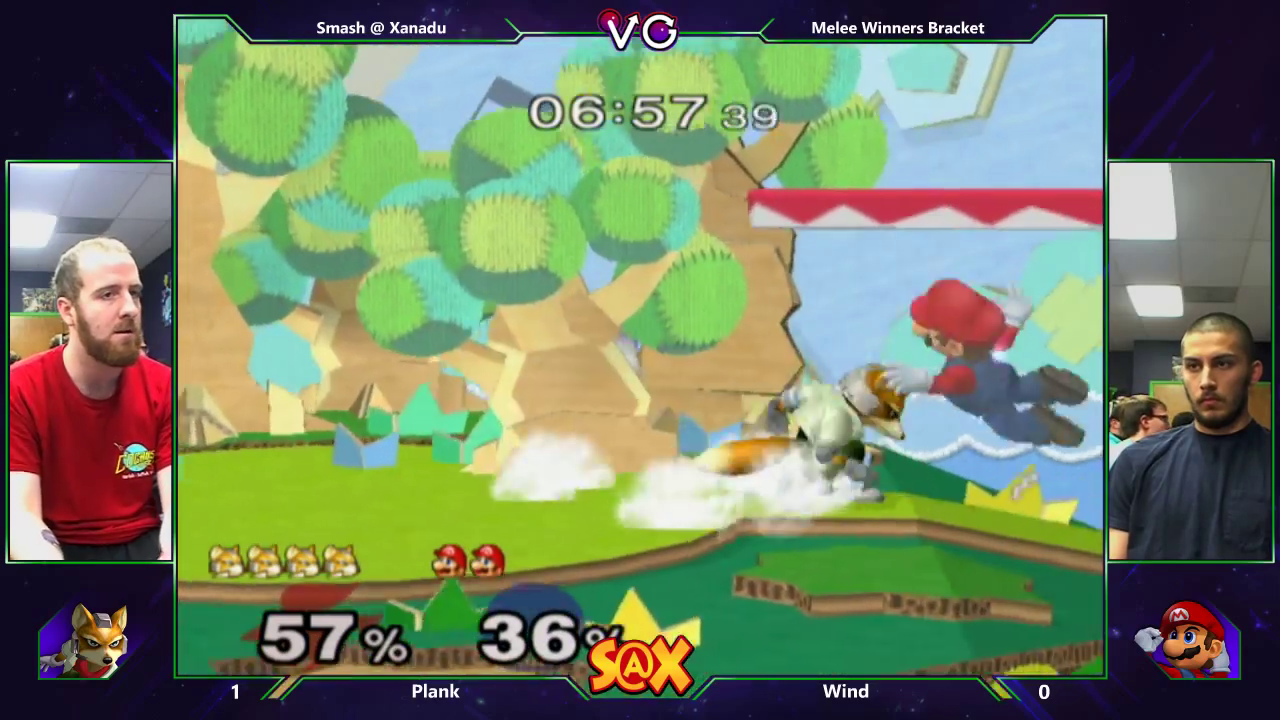 Smash @ Xanadu
VG
Melee Winners Bracket
06:57 39
57%
36%
S@X
1
Plank
Wind
0